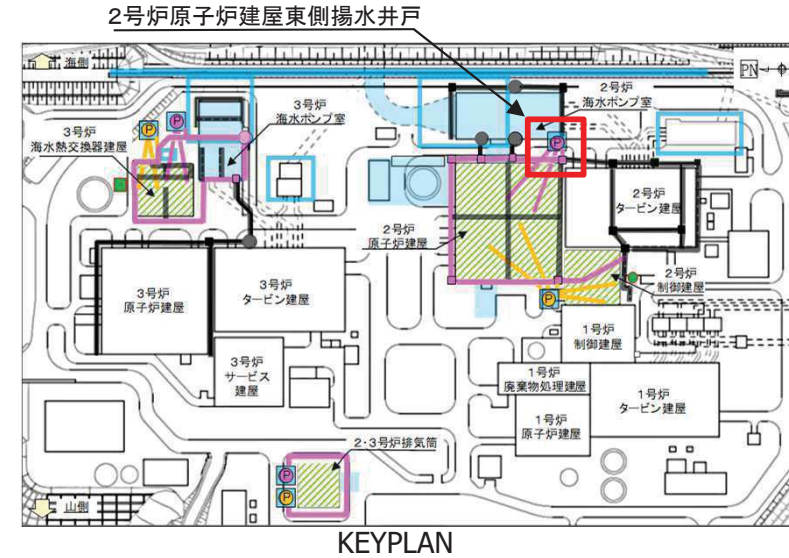 2号炉原子炉建屋東側揚水井戸
海側
PN
3号炉
海水熱交換器建屋
P
P
3号炉
海水ポンプ室
2号炉
海水ポンプ室
P
2号炉
タービン建屋
2号炉
原子炉建屋
2号炉
制御建屋
P
3号炉
原子炉建屋
3号炉
タービン建屋
3号炉
サービス
建屋
1号炉
制御建屋
1号炉
廃棄物処理建屋
1号炉
原子炉建屋
1号炉
タービン建屋
2・3号炉排気筒
P
P
山側
KEYPLAN